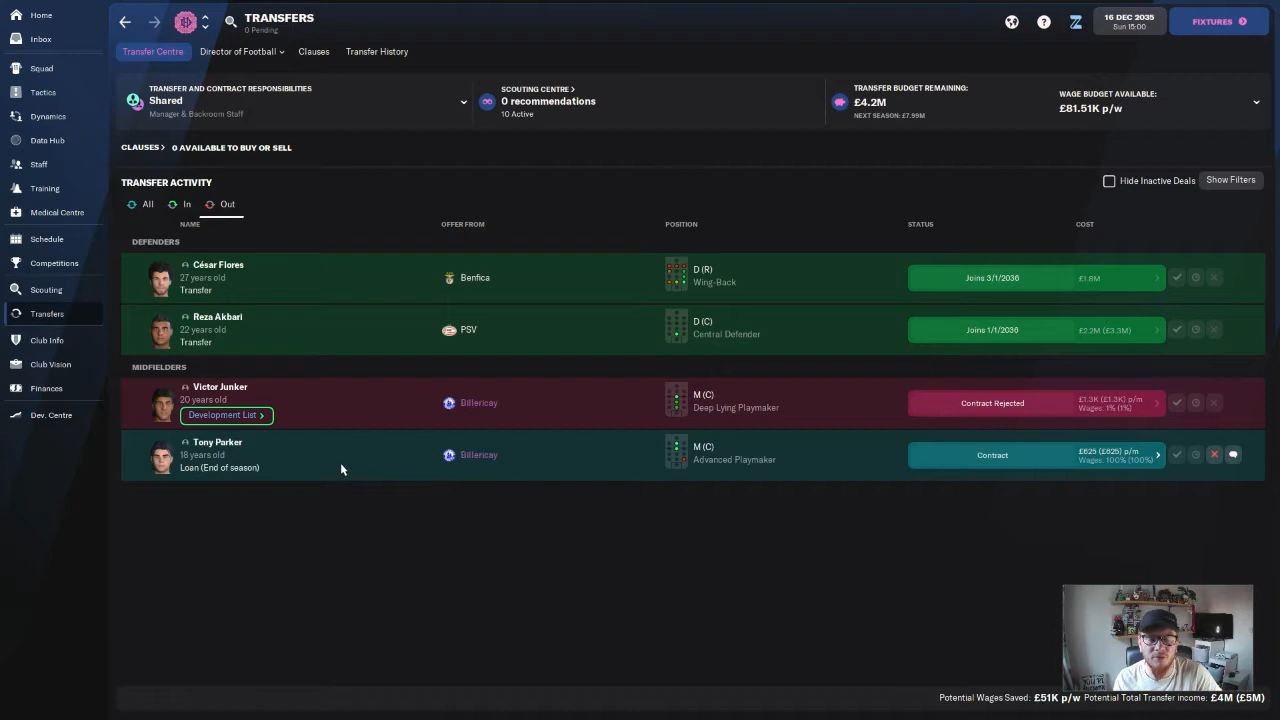 Home
Inbox
Squad
Tactics
Dynamics
Data Hub
Staff
Training
Medical Centre
Schedule
Competitions
Scouting
Transfers
Club Info
Club Vision
Finances
Dev. Centre
TRANSFERS
0 Pending
16 DEC 2035
Sun 15:00
FIXTURES
Transfer Centre
Director of Football
Clauses
Transfer History
TRANSFER AND CONTRACT RESPONSIBILITIES
Shared
Manager & Backroom Staff
SCOUTING CENTRE >
0 recommendations
10 Active
TRANSFER BUDGET REMAINING:
£4.2M
NEXT SEASON: £7.99M
WAGE BUDGET AVAILABLE:
£81.51K p/w
CLAUSES > 0 AVAILABLE TO BUY OR SELL
TRANSFER ACTIVITY
Hide Inactive Deals
Show Filters
All In Out
NAME OFFER FROM POSITION STATUS COST
DEFENDERS
César Flores
27 years old
Transfer
Benfica
D (R)
Wing-Back
Joins 3/1/2036
£1.8M
Reza Akbari
22 years old
Transfer
PSV
D (C)
Central Defender
Joins 1/1/2036
£2.2M (£3.3M)
MIDFIELDERS
Victor Junker
20 years old
Development List >
Billericay
M (C)
Deep Lying Playmaker
Contract Rejected
£1.3K (£1.3K) p/m
Wages: 1% (1%)
Tony Parker
18 years old
Loan (End of season)
Billericay
M (C)
Advanced Playmaker
Contract
£625 (£625) p/m
Wages: 100% (100%)
Potential Wages Saved: £51K p/w Potential Total Transfer income: £4M (£5M)